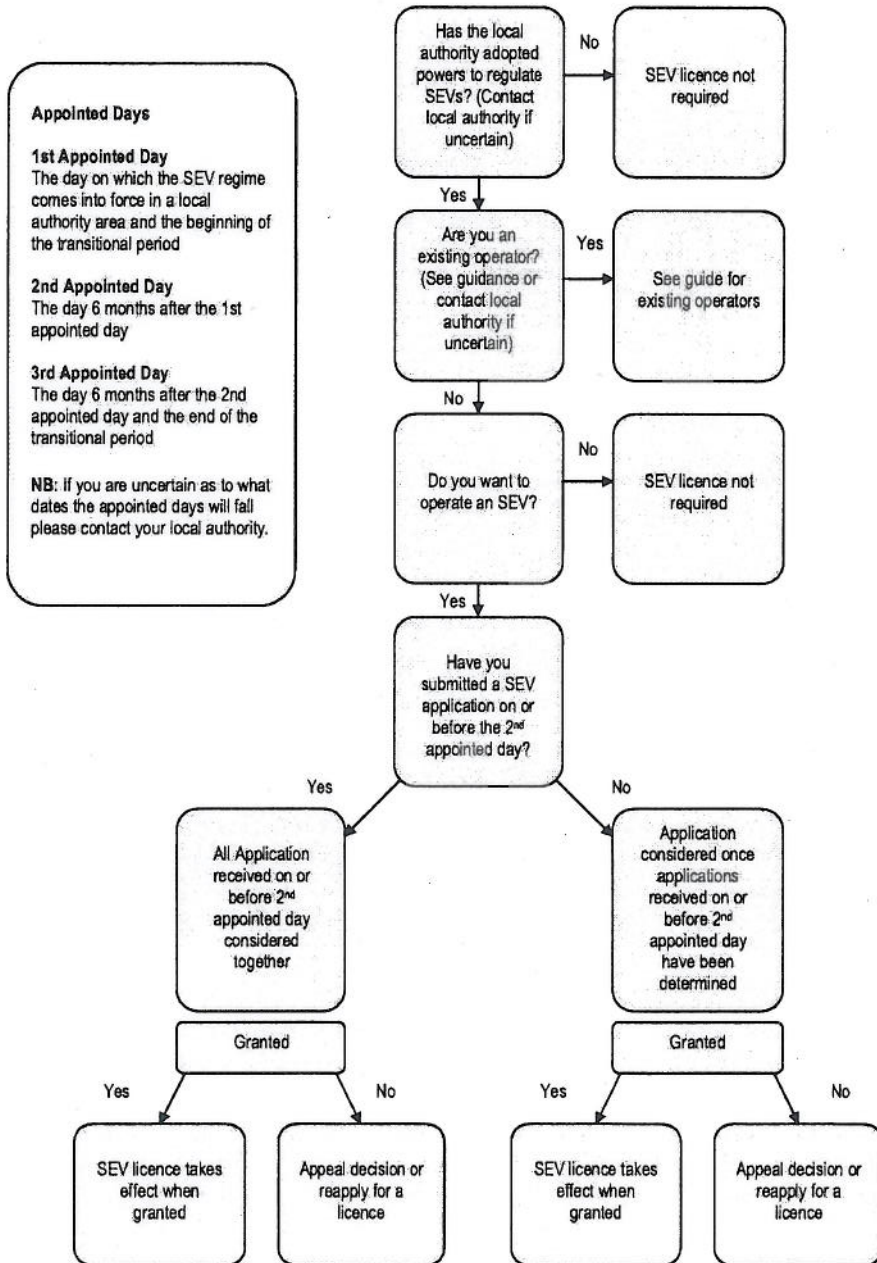 Appointed Days
1st Appointed Day
The day on which the SEV regime
comes into force in a local
authority area and the beginning of
the transitional period
2nd Appointed Day
The day 6 months after the 1st
appointed day
3rd Appointed Day
The day 6 months after the 2nd
appointed day and the end of the
transitional period
NB: if you are uncertain as to what
dates the appointed days will fall
please contact your local authority.
Has the local
authority adopted
powers to regulate
SEVs? (Contact
local authority if
uncertain)
No
SEV licence not
required
Yes
Are you an
existing operator?
(See guidance or
contact local
authority if
uncertain)
Yes
See guide for
existing operators
No
Do you want to
operate an SEV?
No
SEV licence not
required
Yes
Have you
submitted a SEV
application on or
before the 2nd
appointed day?
Yes
No
All Application
received on or
before 2nd
appointed day
considered
together
Application
considered once
applications
received on or
before 2nd
appointed day
have been
determined
Granted
Granted
Yes
No
Yes
No
SEV licence takes
effect when
granted
Appeal decision or
reapply for a
licence
SEV licence takes
effect when
granted
Appeal decision or
reapply for a
licence